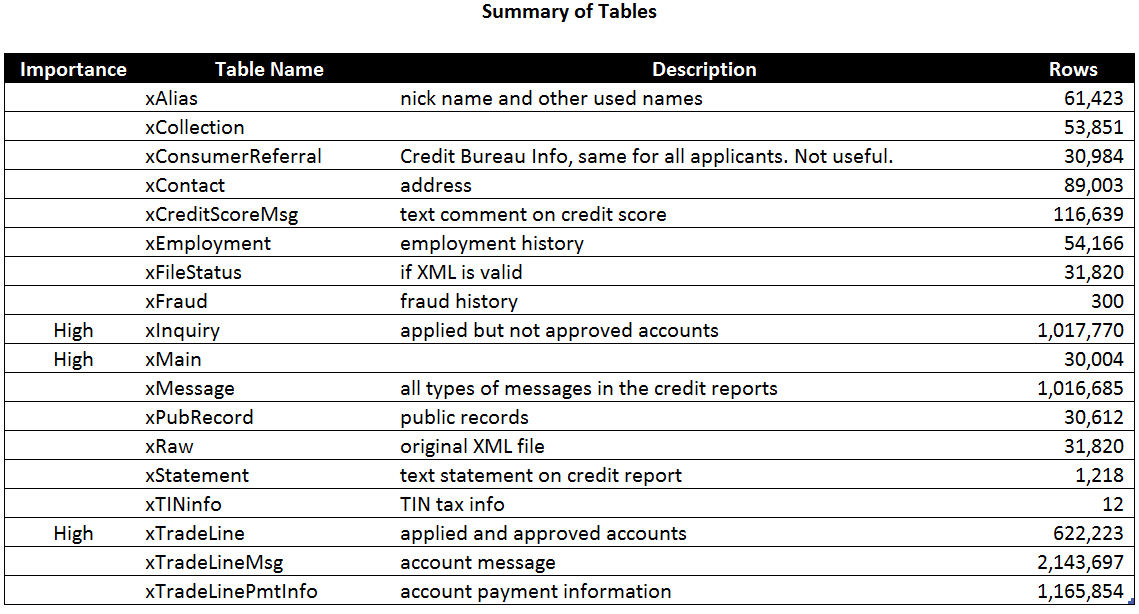 Summary of Tables
Importance Table Name Description Rows
xAlias nick name and other used names 61,423
xCollection 53,851
xConsumerReferral Credit Bureau Info, same for all applicants. Not useful. 30,984
xContact address 89,003
xCreditScoreMsg text comment on credit score 116,639
xEmployment employment history 54,166
xFileStatus if XML is valid 31,820
xFraud fraud history 300
High xInquiry applied but not approved accounts 1,017,770
High xMain 30,004
xMessage all types of messages in the credit reports 1,016,685
xPubRecord public records 30,612
xRaw original XML file 31,820
xStatement text statement on credit report 1,218
xTINinfo TIN tax info 12
High xTradeLine applied and approved accounts 622,223
xTradeLineMsg account message 2,143,697
xTradeLinePmtInfo account payment information 1,165,854